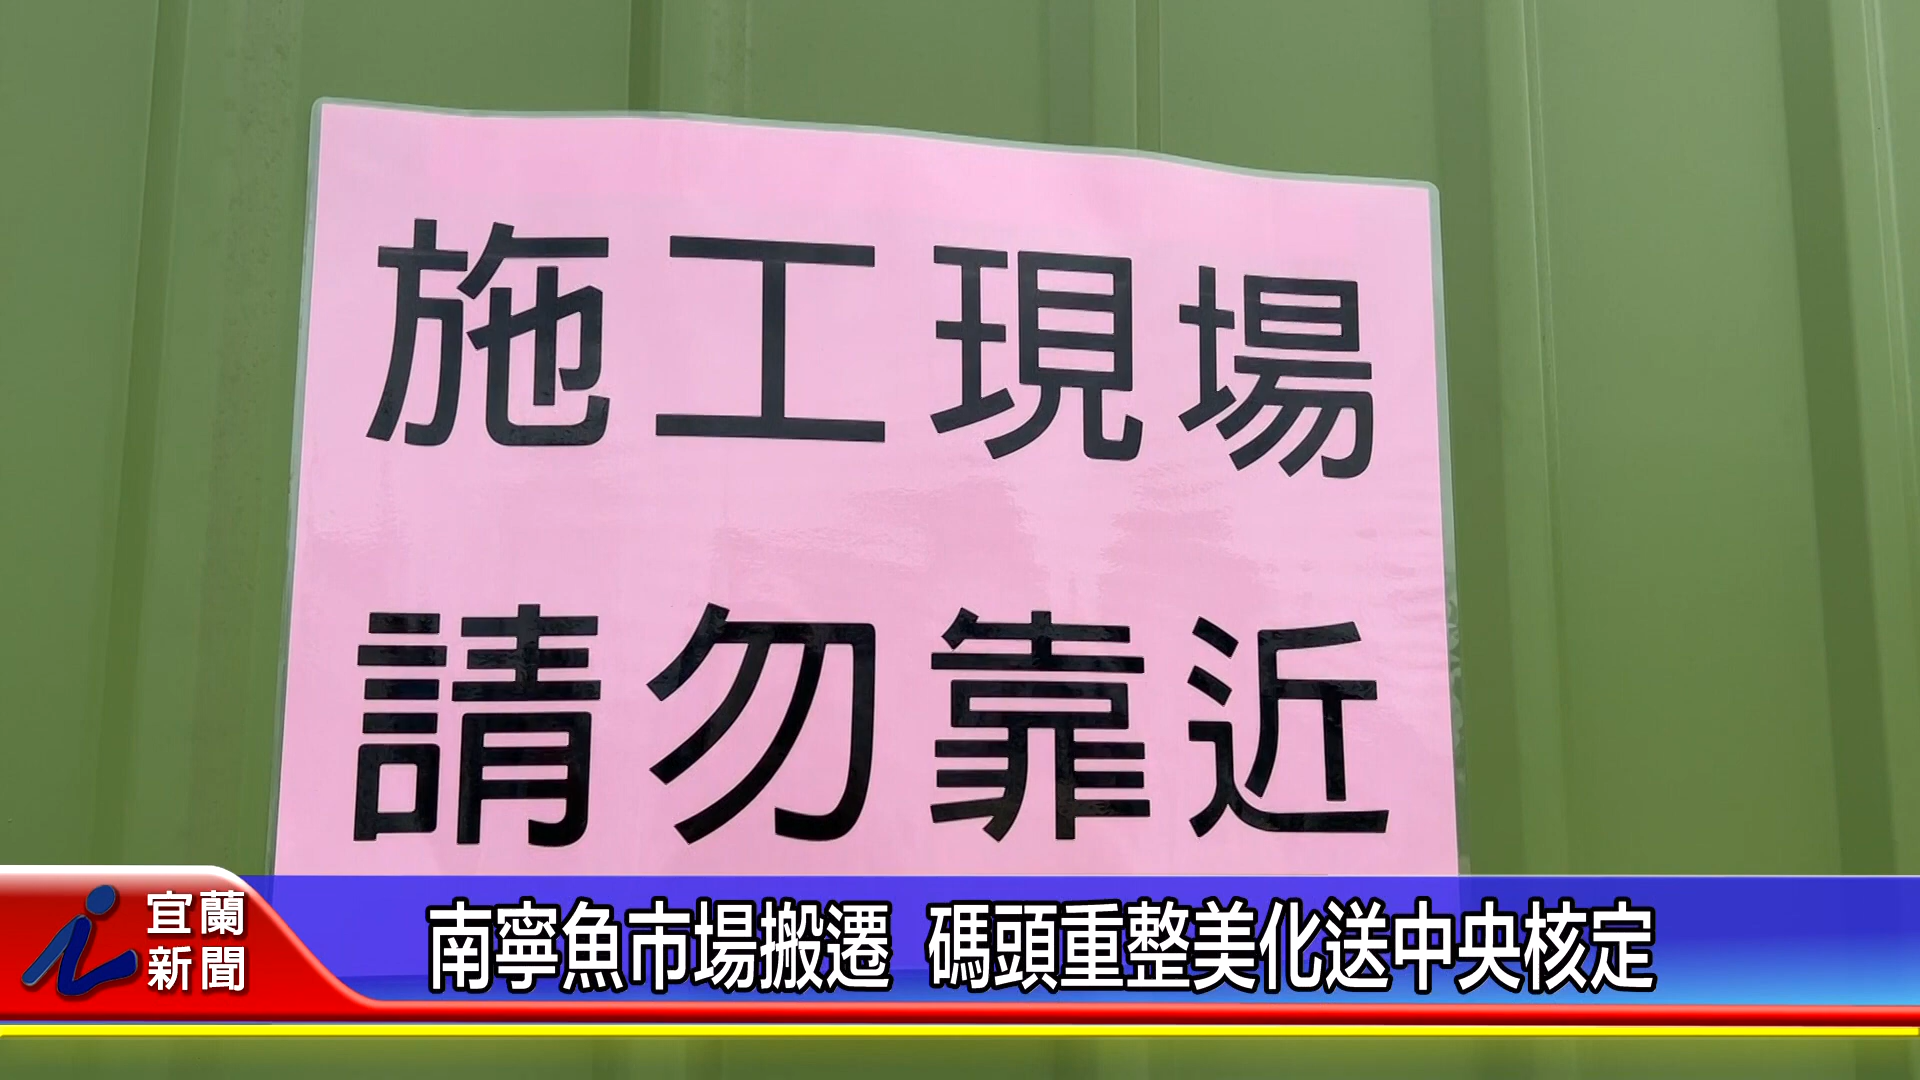 施工現場
請勿靠近
宜蘭
新聞
南寧魚市場搬遷 碼頭重整美化送中央核定